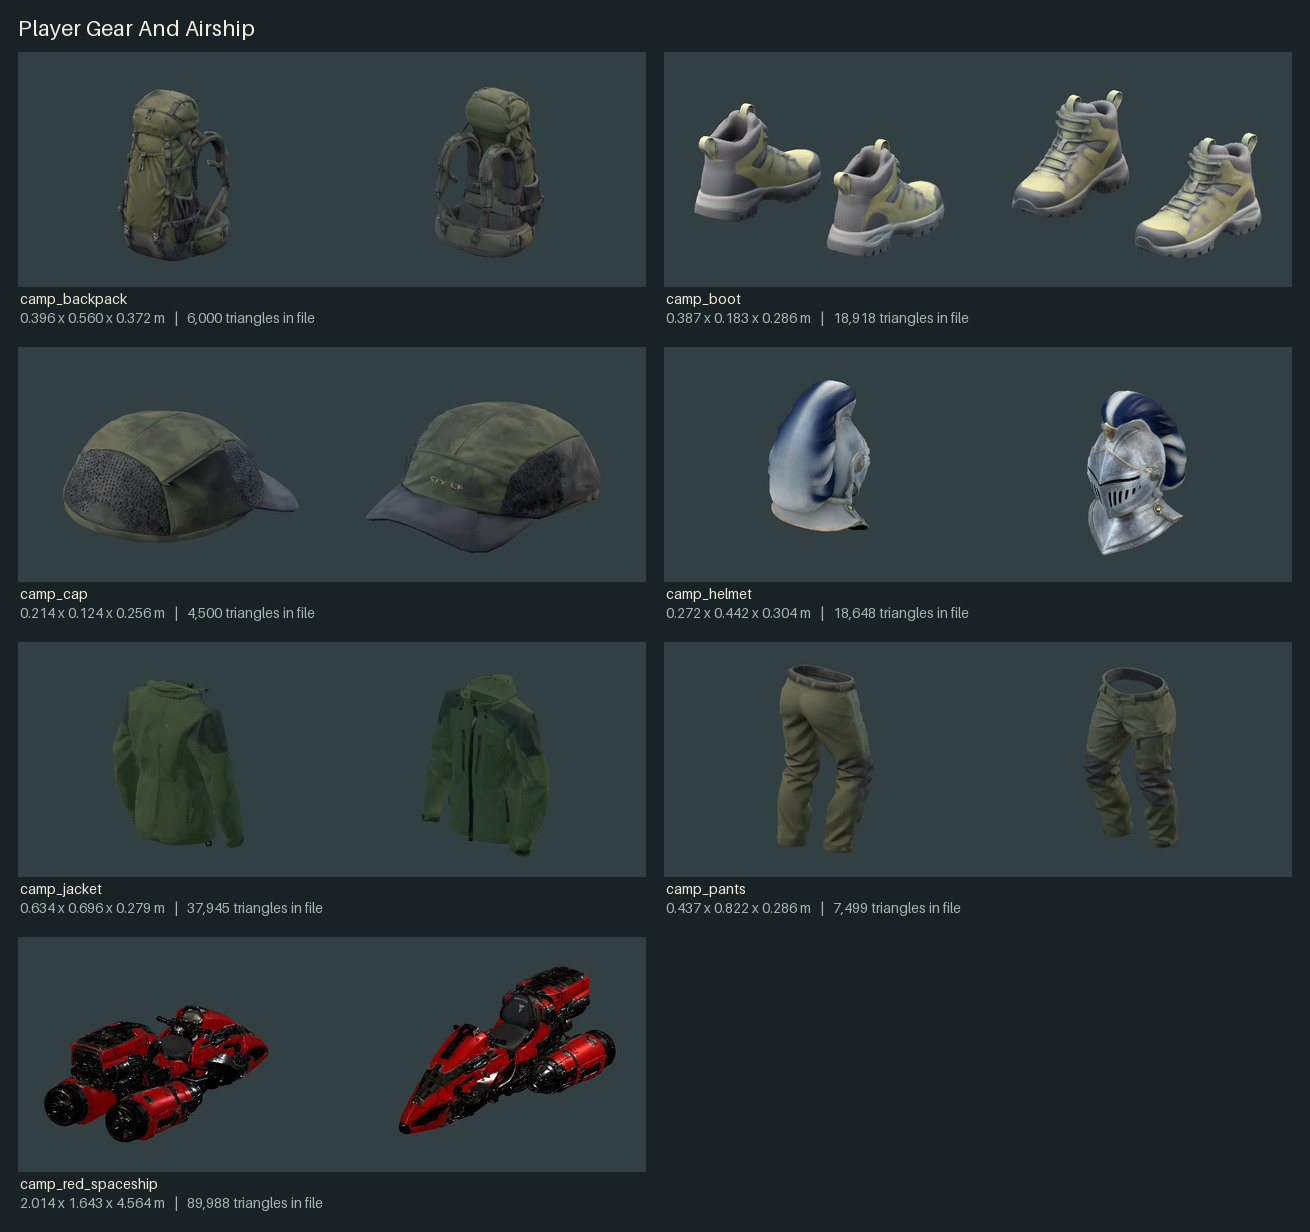 Player Gear And Airship
camp_backpack
0.396 x 0.560 x 0.372 m | 6,000 triangles in file
camp_boot
0.387 x 0.183 x 0.286 m | 18,918 triangles in file
camp_cap
0.214 x 0.124 x 0.256 m | 4,500 triangles in file
camp_helmet
0.272 x 0.442 x 0.304 m | 18,648 triangles in file
camp_jacket
0.634 x 0.696 x 0.279 m | 37,945 triangles in file
camp_pants
0.437 x 0.822 x 0.286 m | 7,499 triangles in file
camp_red_spaceship
2.014 x 1.643 x 4.564 m | 89,988 triangles in file